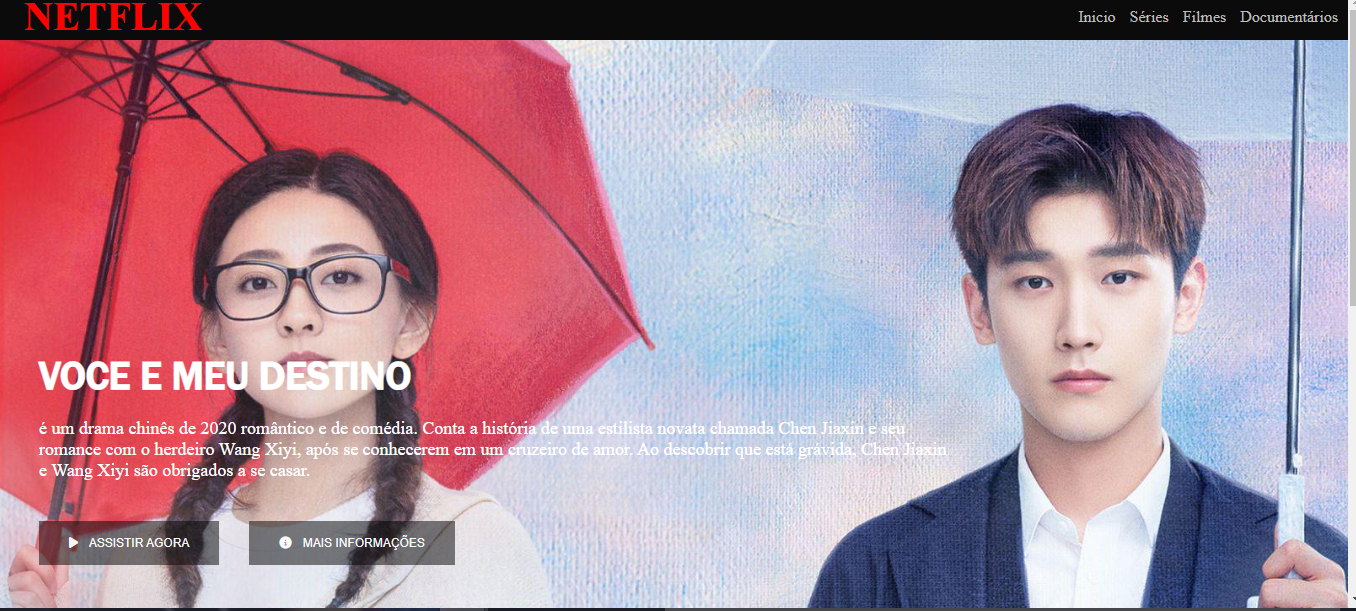 NETFLIX
Inicio Séries Filmes Documentários
VOCE E MEU DESTINO
é um drama chinês de 2020 romântico e de comédia. Conta a história de uma estilista novata chamada Chen Jiaxin e seu
romance com o herdeiro Wang Xiyi, após se conhecerem em um cruzeiro de amor. Ao descobrir que está grávida, Chen Jiaxin
e Wang Xiyi são obrigados a se casar.
ASSISTIR AGORA
MAIS INFORMAÇÕES